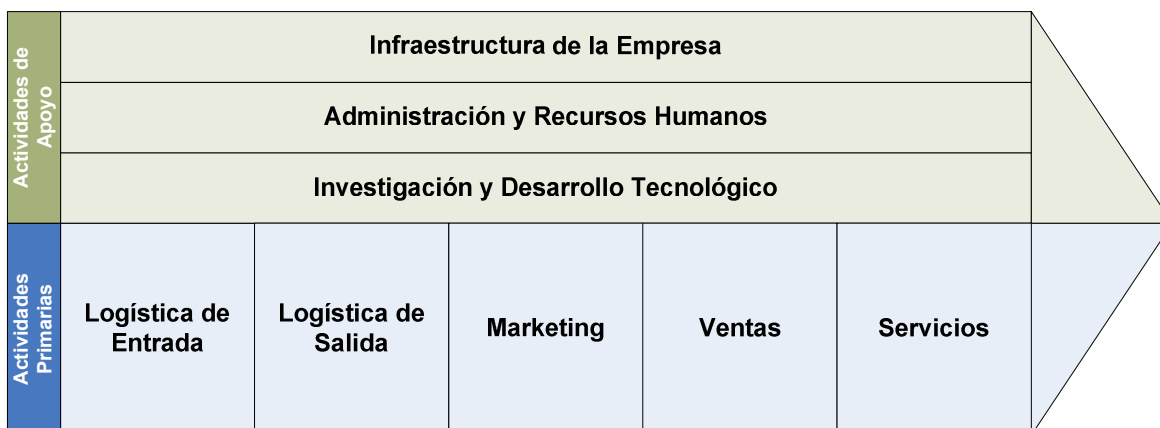 Actividades de
Apoyo
Infraestructura de la Empresa
Administración y Recursos Humanos
Investigación y Desarrollo Tecnológico
Actividades
Primarias
Logística de
Entrada
Logística de
Salida
Marketing
Ventas
Servicios